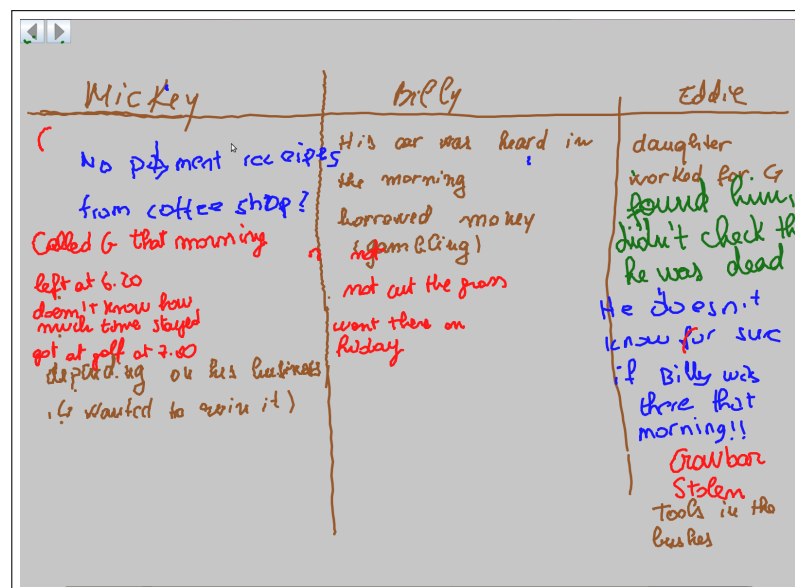 Mickey
No payment receipts
from coffee shop?
Called G that morning
left at 6.20
doesn't know how
much time stayed
got at golf at 7.00
depending on his business
(G wanted to ruin it)
Billy
His car was heard in
the morning
borrowed money
(gambling)
not cut the grass
went there on
friday
Eddie
daughter
worked for G
found him,
didn't check th
he was dead
He doesn't
know for sure
if Billy was
there that
morning!!
Crowbar
Stolen
Tools in the
bushes